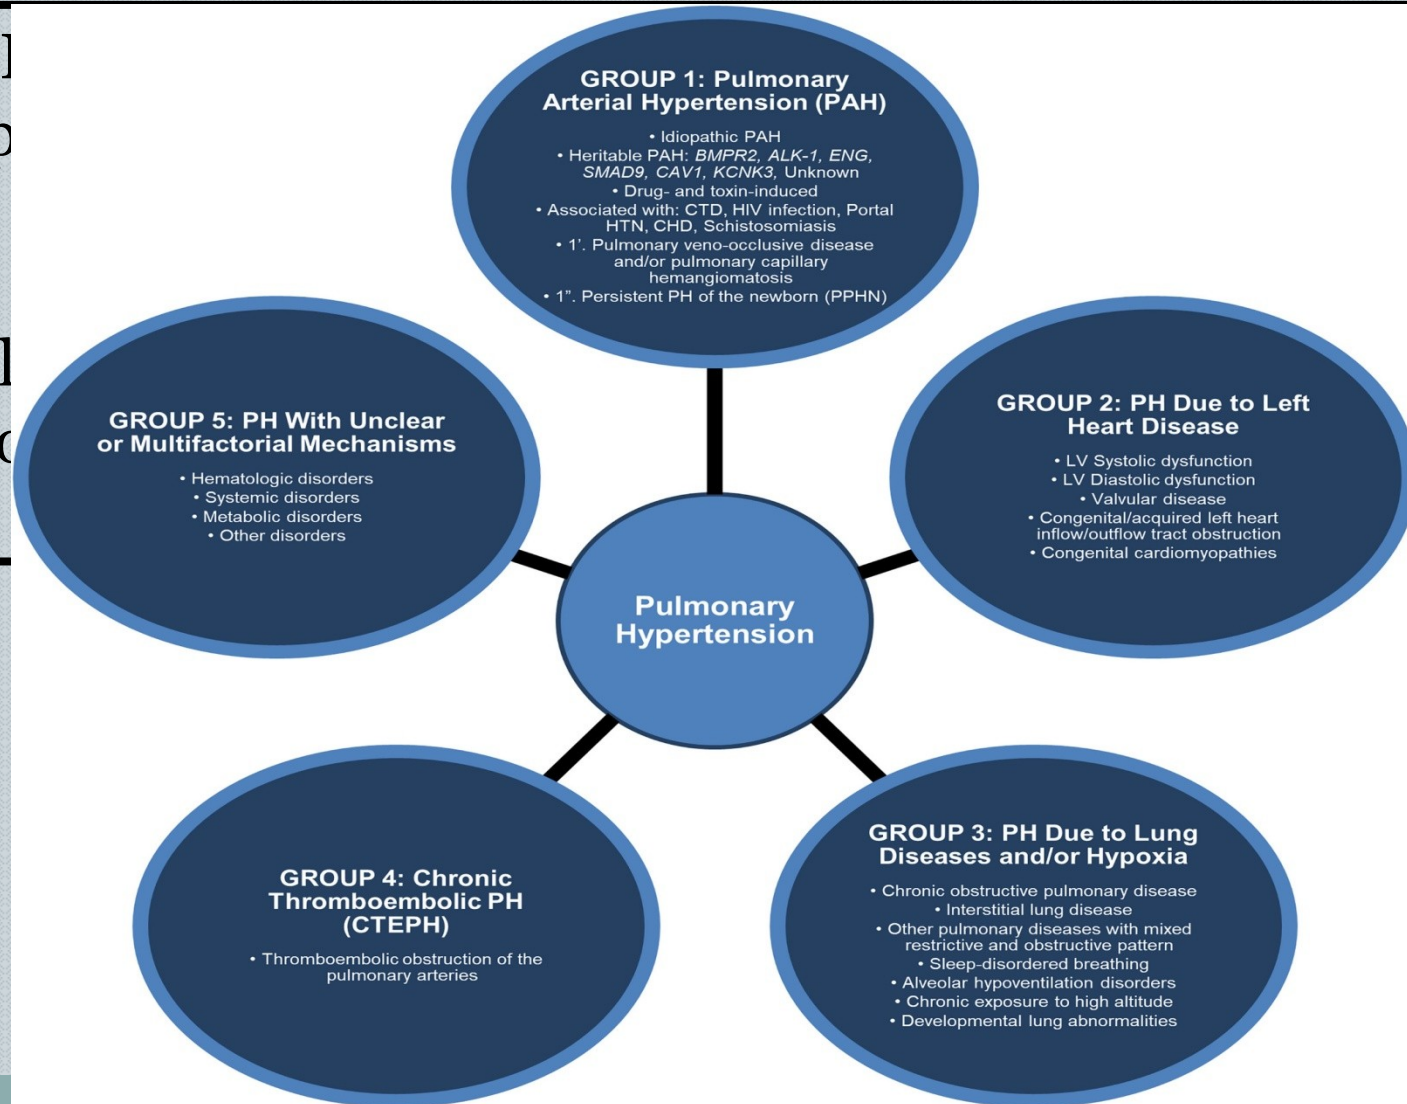 GROUP 1: Pulmonary
Arterial Hypertension (PAH)
• Idiopathic PAH
• Heritable PAH: BMPR2, ALK-1, ENG,
SMAD9, CAV1, KCNK3, Unknown
• Drug- and toxin-induced
• Associated with: CTD, HIV infection, Portal
HTN, CHD, Schistosomiasis
• 1’. Pulmonary veno-occlusive disease
and/or pulmonary capillary
hemangiomatosis
• 1”. Persistent PH of the newborn (PPHN)
GROUP 2: PH Due to Left
Heart Disease
• LV Systolic dysfunction
• LV Diastolic dysfunction
• Valvular disease
• Congenital/acquired left heart
inflow/outflow tract obstruction
• Congenital cardiomyopathies
GROUP 5: PH With Unclear
or Multifactorial Mechanisms
• Hematologic disorders
• Systemic disorders
• Metabolic disorders
• Other disorders
Pulmonary
Hypertension
GROUP 4: Chronic
Thromboembolic PH
(CTEPH)
• Thromboembolic obstruction of the
pulmonary arteries
GROUP 3: PH Due to Lung
Diseases and/or Hypoxia
• Chronic obstructive pulmonary disease
• Interstitial lung disease
• Other pulmonary diseases with mixed
restrictive and obstructive pattern
• Sleep-disordered breathing
• Alveolar hypoventilation disorders
• Chronic exposure to high altitude
• Developmental lung abnormalities